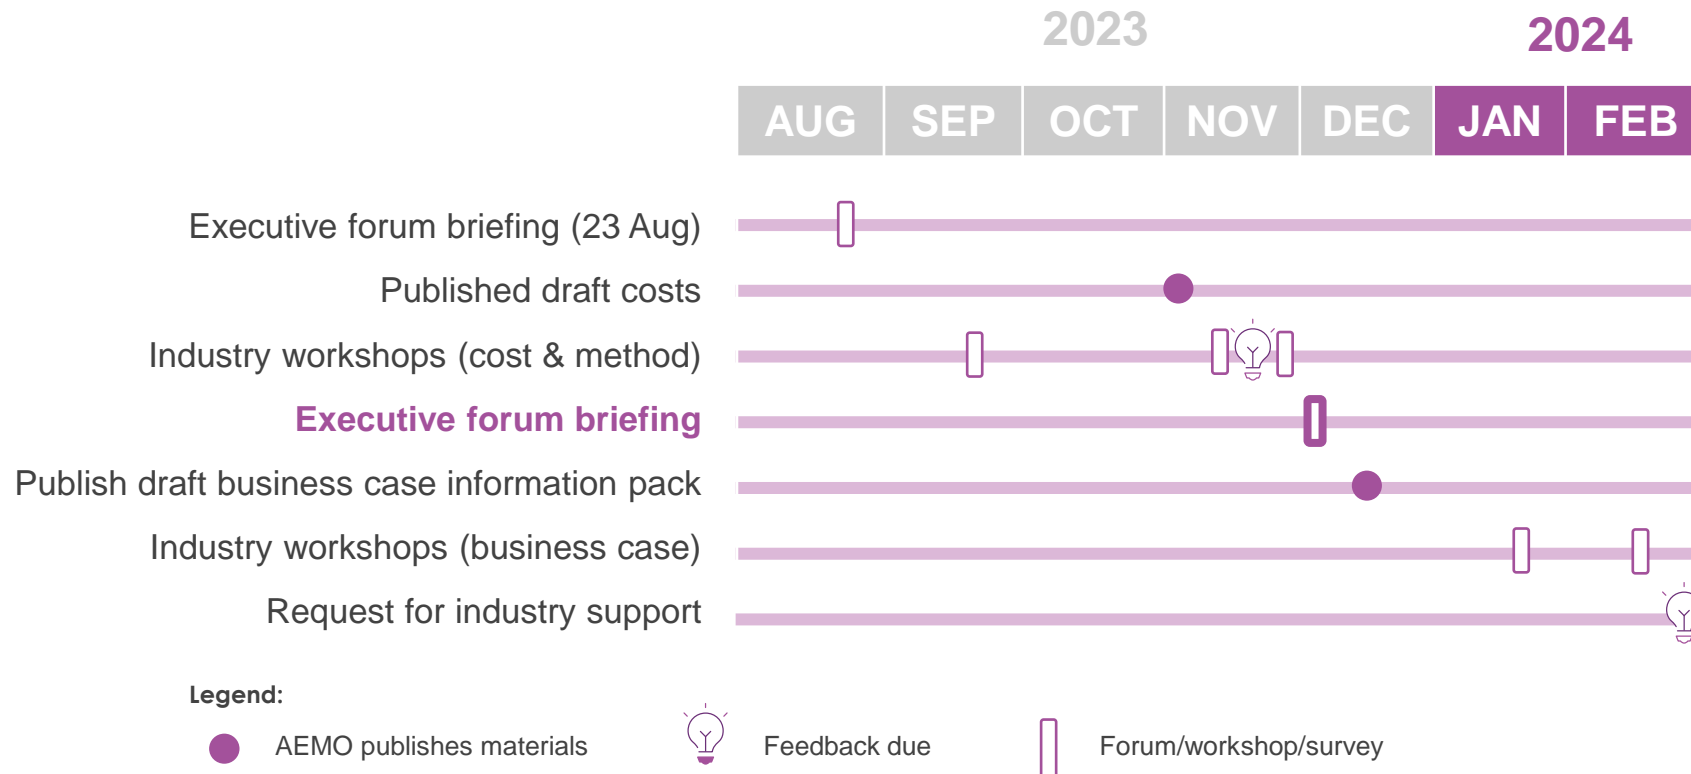 2023
2024
AUG SEP OCT NOV DEC JAN FEB
Executive forum briefing (23 Aug)
Published draft costs
Industry workshops (cost & method)
Executive forum briefing
Publish draft business case information pack
Industry workshops (business case)
Request for industry support
Legend:
AEMO publishes materials
Feedback due
Forum/workshop/survey